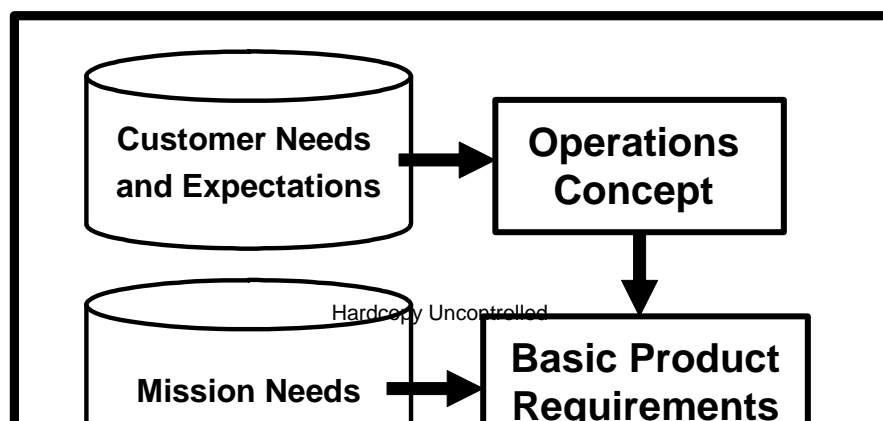 Customer Needs
and Expectations
Operations
Concept
Hardcopy Uncontrolled
Mission Needs
Basic Product
Requirements